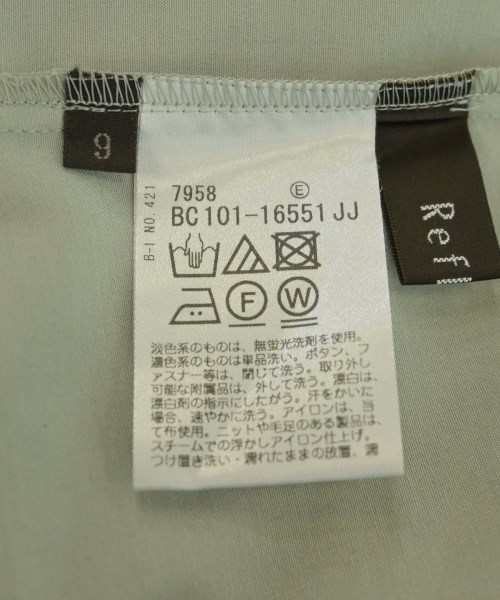 9
B-I NO.421
7958 Ⓔ
BC101-16551 JJ
F W
淡色系のものは、無蛍光洗剤を使用。
濃色系のものは単品洗い。ボタン、フ
ァスナー等は、閉じて洗う。取り外し
可能な附属品は、外して洗う。漂白は、
漂白剤の指示にしたがう。汗をかいた
場合、速やかに洗う。アイロンは、当
て布使用。ニットや毛足のある製品は、
スチームでの浮かしアイロン仕上げ。
つけ置き洗い・濡れたままの放置、濡
Refl